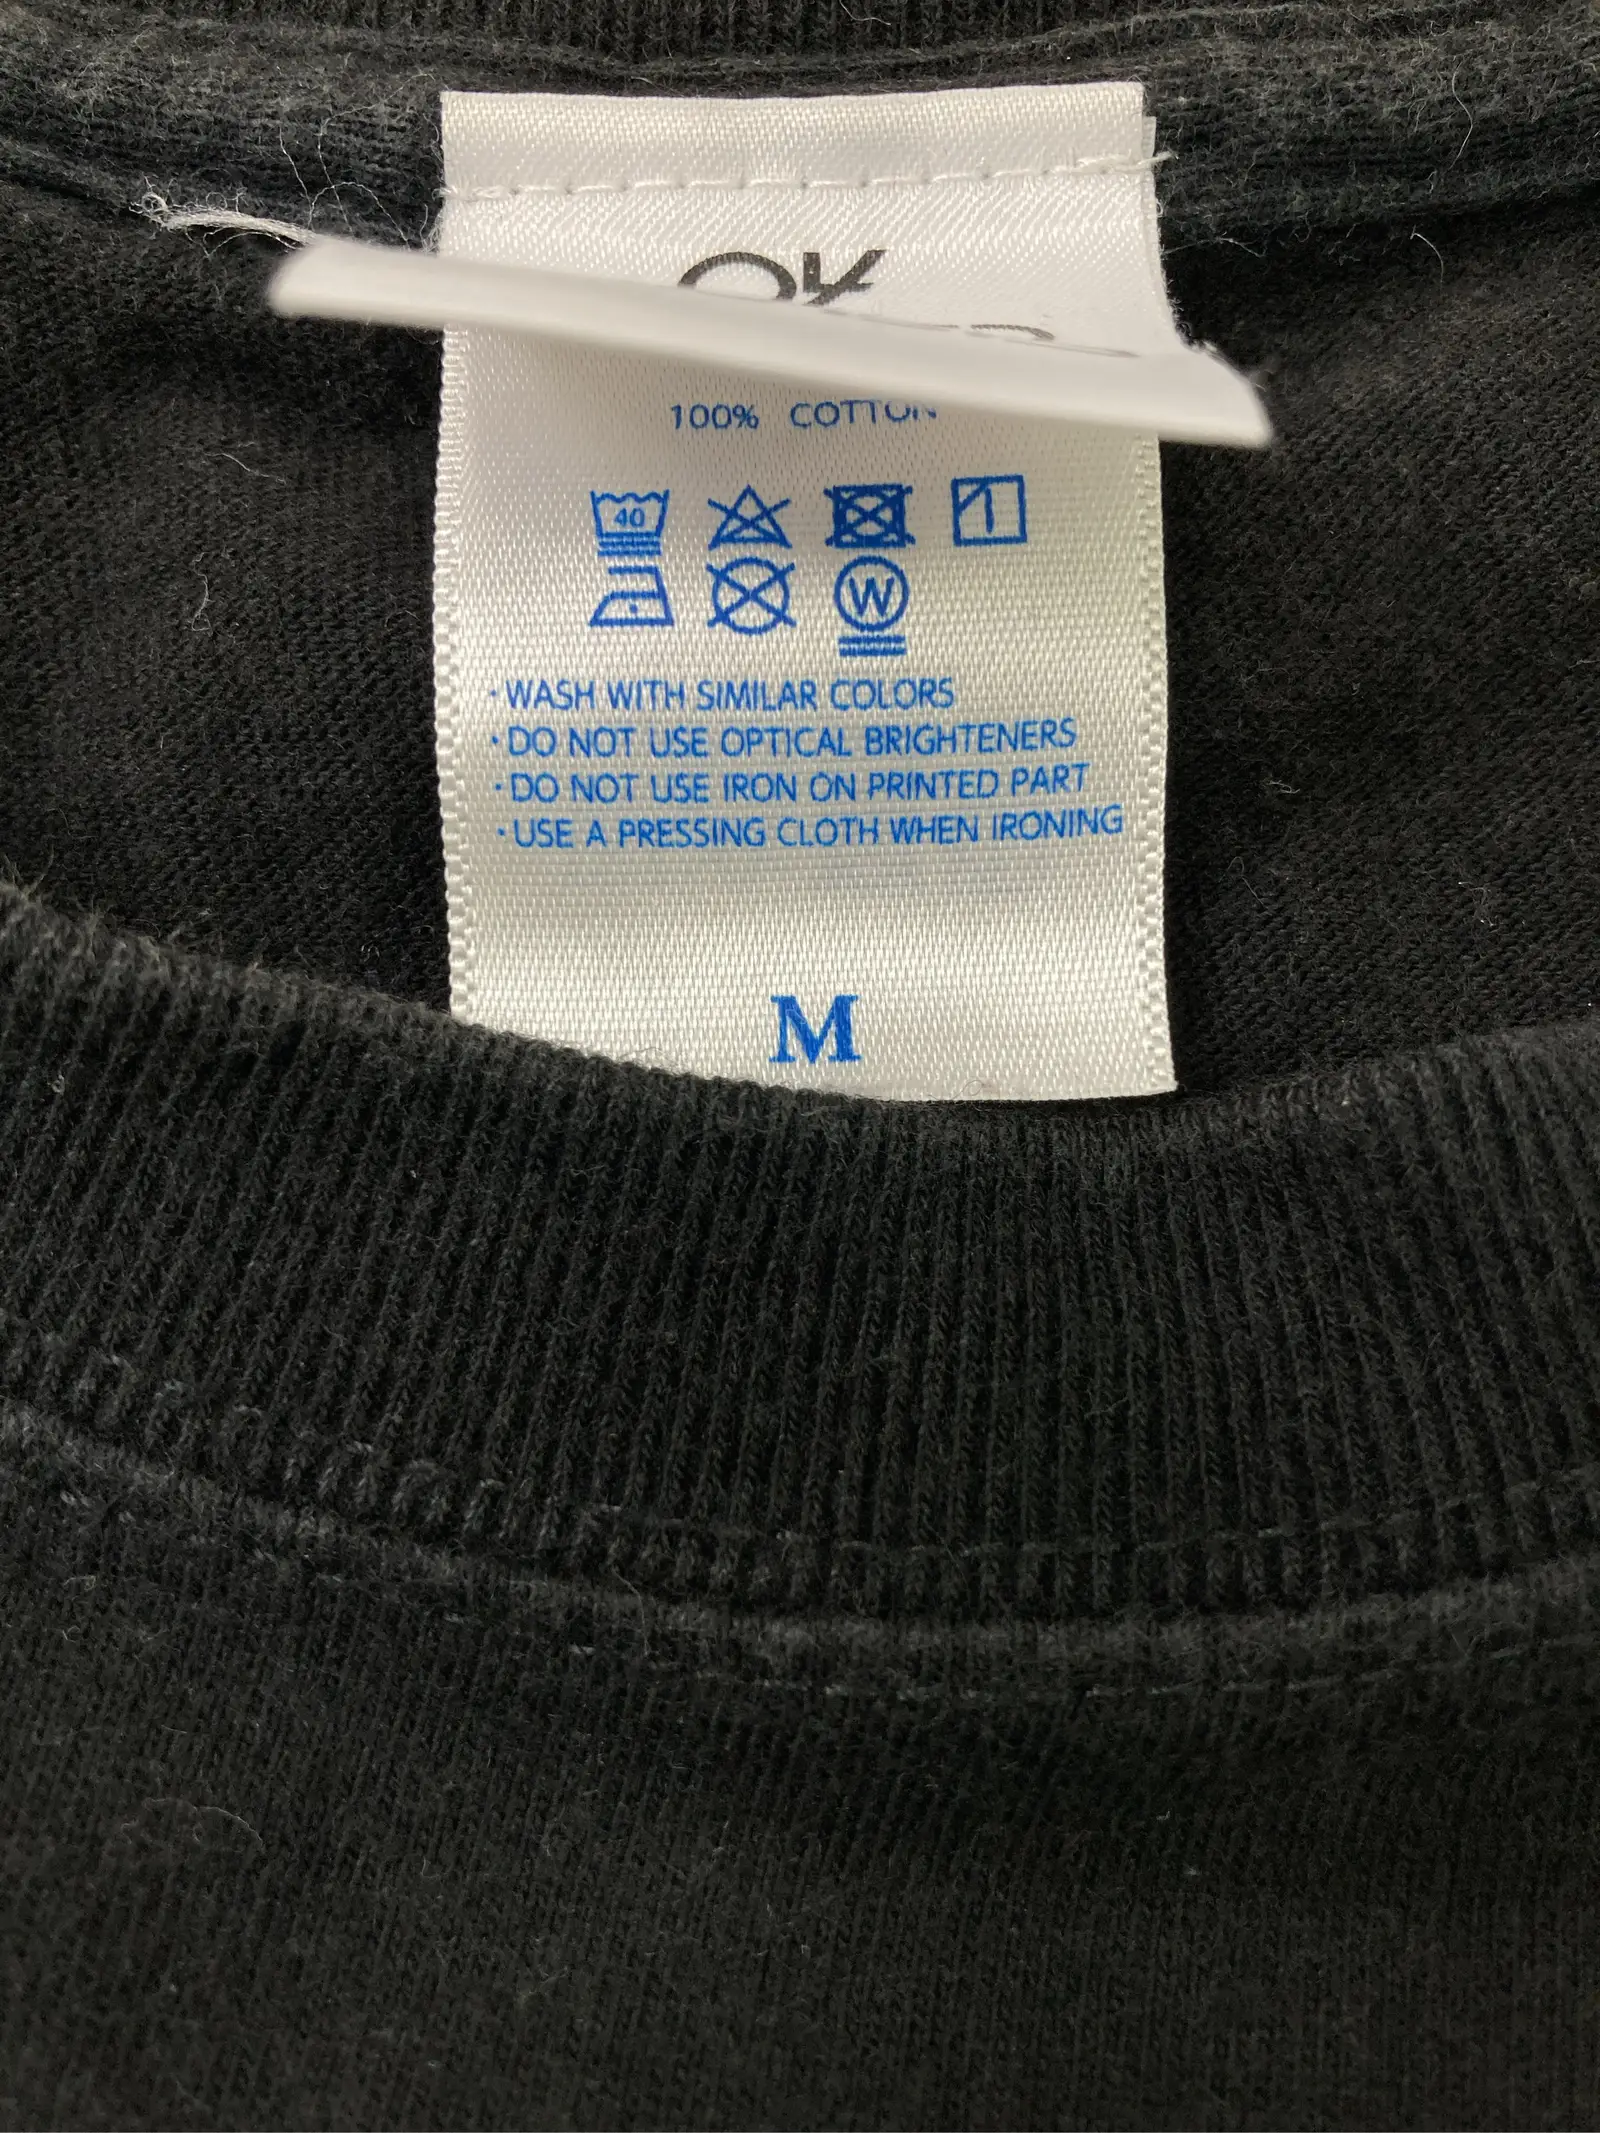 100% COTTON
40
W
· WASH WITH SIMILAR COLORS
· DO NOT USE OPTICAL BRIGHTENERS
· DO NOT USE IRON ON PRINTED PART
· USE A PRESSING CLOTH WHEN IRONING
M